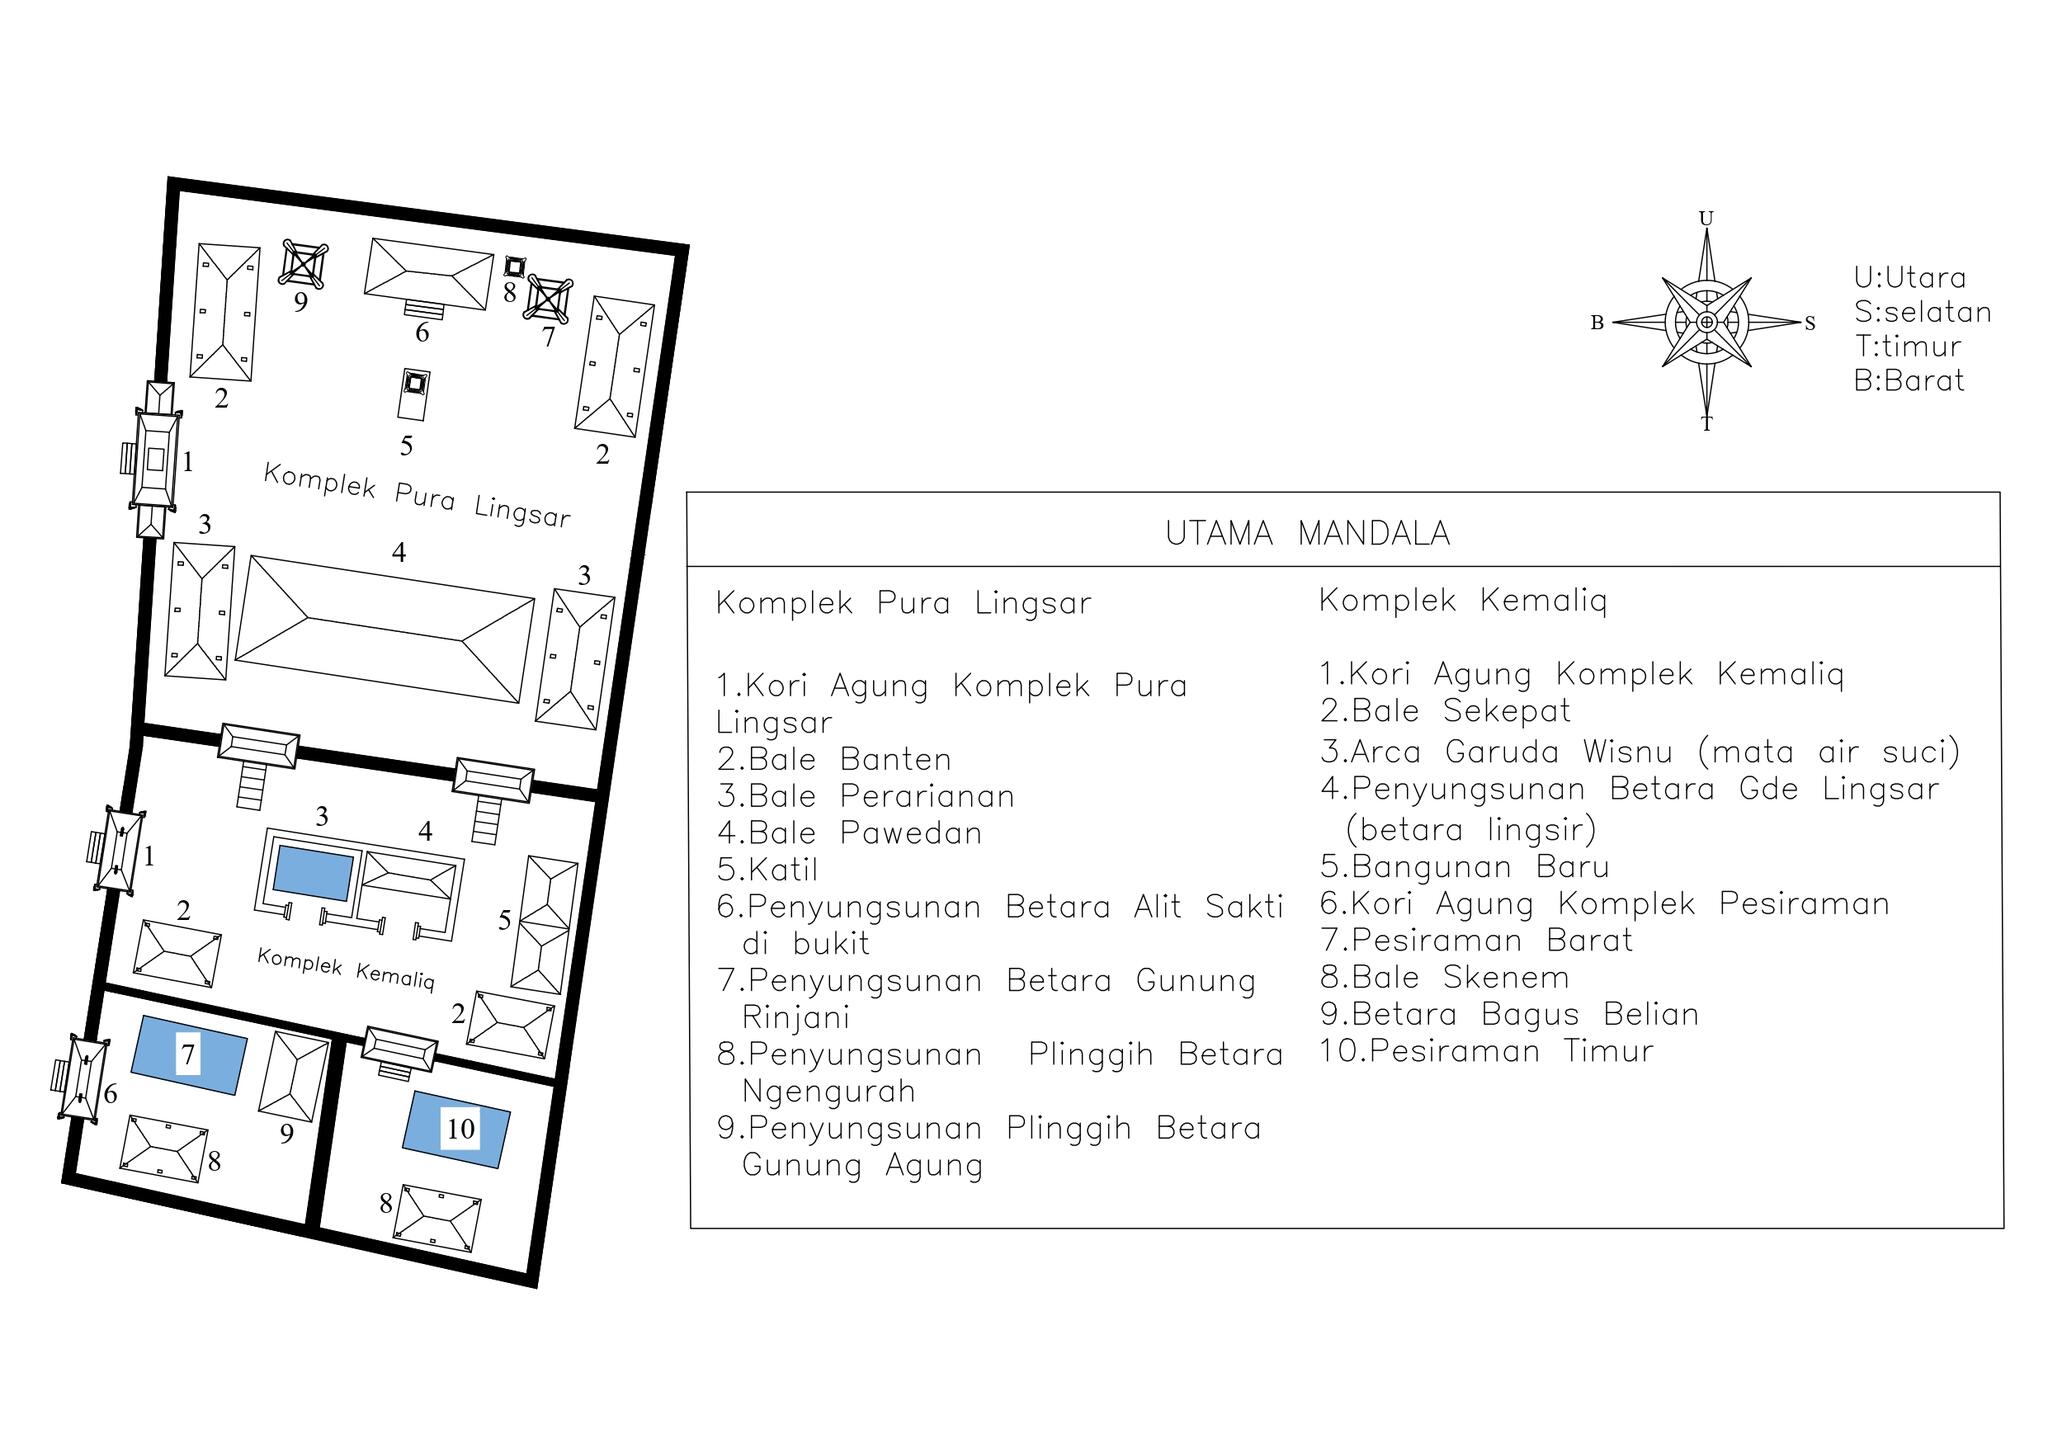 U
B
S
T
U:Utara
S:selatan
T:timur
B:Barat
9
8
6
7
2
5
2
1
Komplek Pura Lingsar
3
4
3
3
4
1
2
5
Komplek Kemaliq
2
7
6
9
10
8
8
UTAMA MANDALA
Komplek Pura Lingsar
1.Kori Agung Komplek Pura
Lingsar
2.Bale Banten
3.Bale Perarianan
4.Bale Pawedan
5.Katil
6.Penyungsunan Betara Alit Sakti
di bukit
7.Penyungsunan Betara Gunung
Rinjani
8.Penyungsunan Plinggih Betara
Ngengurah
9.Penyungsunan Plinggih Betara
Gunung Agung
Komplek Kemaliq
1.Kori Agung Komplek Kemaliq
2.Bale Sekepat
3.Arca Garuda Wisnu (mata air suci)
4.Penyungsunan Betara Gde Lingsar
(betara lingsir)
5.Bangunan Baru
6.Kori Agung Komplek Pesiraman
7.Pesiraman Barat
8.Bale Skenem
9.Betara Bagus Belian
10.Pesiraman Timur